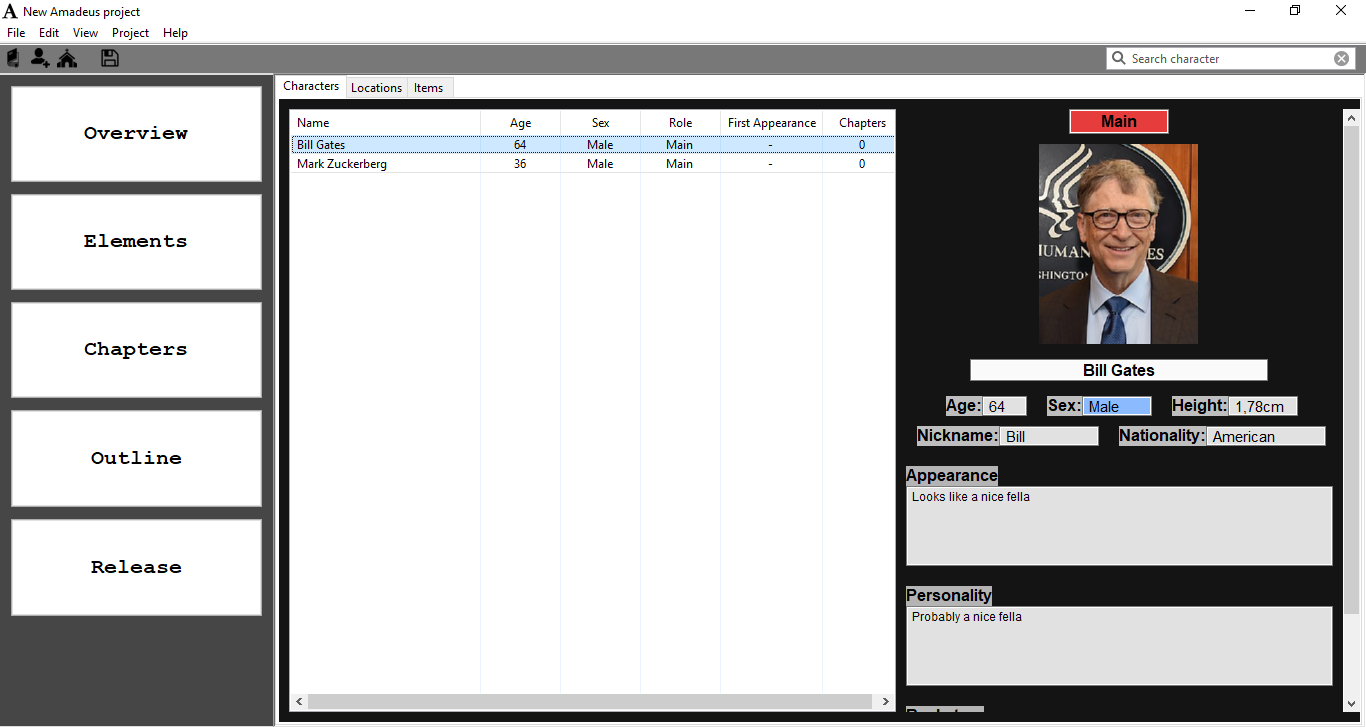 A New Amadeus project
File Edit View Project Help
Search character
Overview
Elements
Chapters
Outline
Release
Characters Locations Items
Name Age Sex Role First Appearance Chapters
Bill Gates 64 Male Main - 0
Mark Zuckerberg 36 Male Main - 0
Main
HUMAN ES
SHINGTO
Bill Gates
Age: 64 Sex: Male Height: 1,78cm
Nickname: Bill Nationality: American
Appearance
Looks like a nice fella
Personality
Probably a nice fella